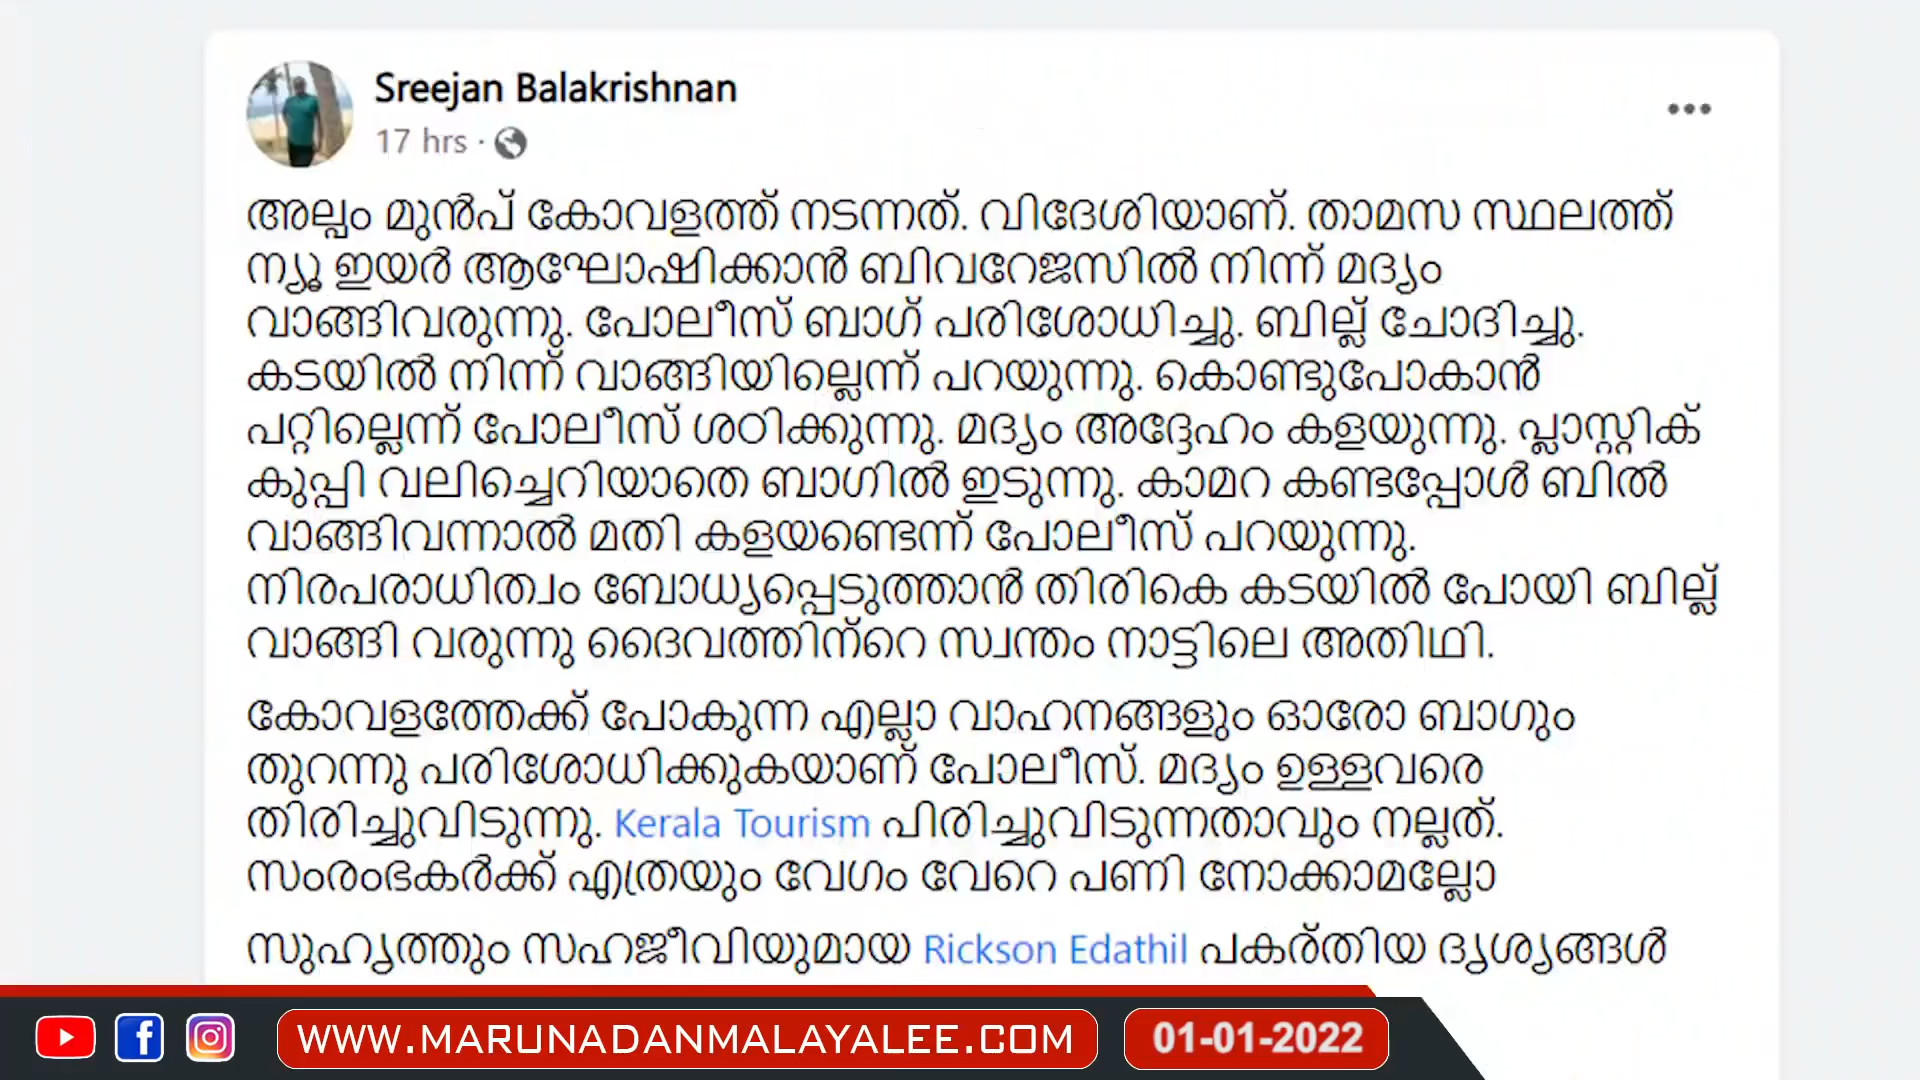 Sreejan Balakrishnan
17 hrs ·
അല്പം മുൻപ് കോവളത്ത് നടന്നത്. വിദേശിയാണ്. താമസ സ്ഥലത്ത്
ന്യൂ ഇയർ ആഘോഷിക്കാൻ ബിവറേജസിൽ നിന്ന് മദ്യം
വാങ്ങിവരുന്നു. പോലീസ് ബാഗ് പരിശോധിച്ചു. ബില്ല് ചോദിച്ചു.
കടയിൽ നിന്ന് വാങ്ങിയില്ലെന്ന് പറയുന്നു. കൊണ്ടുപോകാൻ
പറ്റില്ലെന്ന് പോലീസ് ശഠിക്കുന്നു. മദ്യം അദ്ദേഹം കളയുന്നു. പ്ലാസ്റ്റിക്
കുപ്പി വലിച്ചെറിയാതെ ബാഗിൽ ഇടുന്നു. കാമറ കണ്ടപ്പോൾ ബിൽ
വാങ്ങിവന്നാൽ മതി കളയണ്ടെന്ന് പോലീസ് പറയുന്നു.
നിരപരാധിത്വം ബോധ്യപ്പെടുത്താൻ തിരികെ കടയിൽ പോയി ബില്ല്
വാങ്ങി വരുന്നു ദൈവത്തിന്റെ സ്വന്തം നാട്ടിലെ അതിഥി.
കോവളത്തേക്ക് പോകുന്ന എല്ലാ വാഹനങ്ങളും ഓരോ ബാഗും
തുറന്നു പരിശോധിക്കുകയാണ് പോലീസ്. മദ്യം ഉള്ളവരെ
തിരിച്ചുവിടുന്നു. Kerala Tourism പിരിച്ചുവിടുന്നതാവും നല്ലത്.
സംരംഭകർക്ക് എത്രയും വേഗം വേറെ പണി നോക്കാമല്ലോ
സുഹൃത്തും സഹജീവിയുമായ Rickson Edathil പകര്തിയ ദൃശ്യങ്ങൾ
WWW.MARUNADANMALAYALEE.COM
01-01-2022